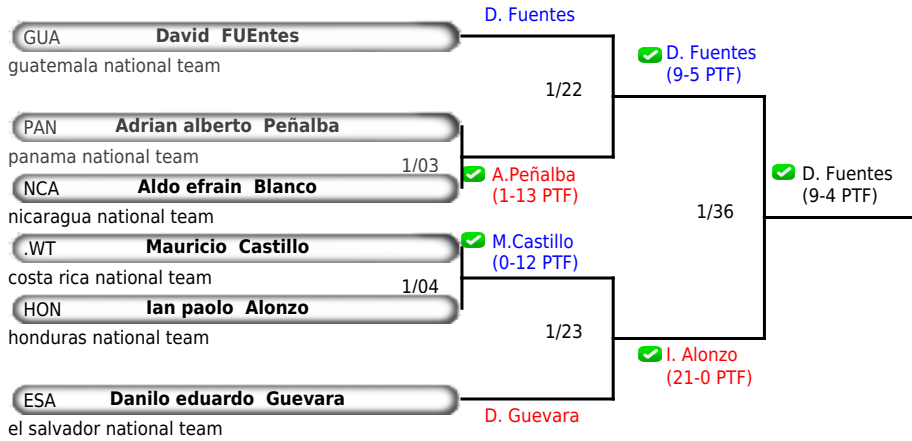 D. Fuentes
GUA David FUEntes
guatemala national team
D. Fuentes
(9-5 PTF)
1/22
PAN Adrian alberto Peñalba
panama national team
1/03
A.Peñalba
(1-13 PTF)
NCA Aldo efrain Blanco
nicaragua national team
D. Fuentes
(9-4 PTF)
1/36
.WT Mauricio Castillo
costa rica national team
M.Castillo
(0-12 PTF)
1/04
HON Ian paolo Alonzo
honduras national team
1/23
I. Alonzo
(21-0 PTF)
ESA Danilo eduardo Guevara
el salvador national team
D. Guevara